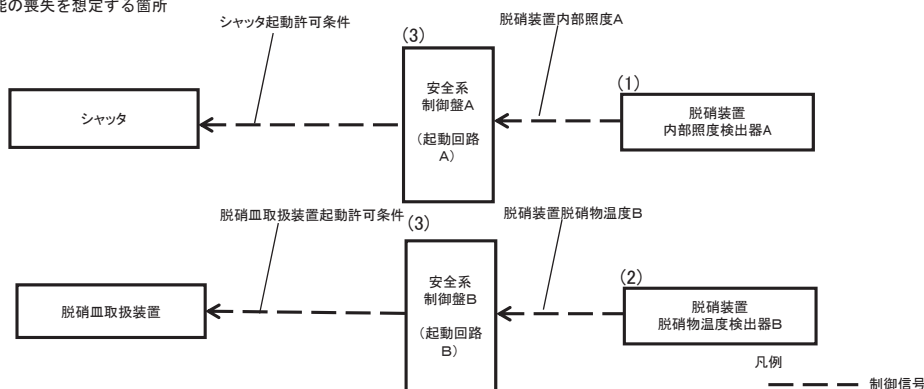 能の喪失を想定する箇所
シャッタ起動許可条件
(3)
脱硝装置内部照度A
安全系
制御盤A
(起動回路
A)
(1)
シャッタ
脱硝装置
内部照度検出器A
脱硝皿取扱装置起動許可条件
(3)
脱硝装置脱硝物温度B
安全系
制御盤B
(起動回路
B)
(2)
脱硝皿取扱装置
脱硝装置
脱硝物温度検出器B
凡例
制御信号